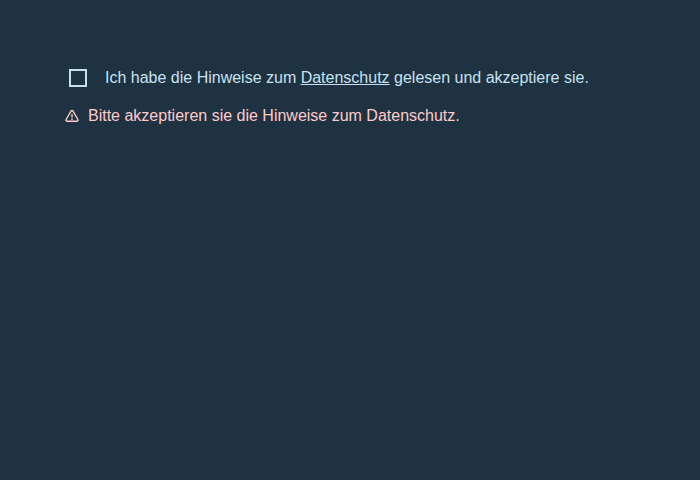 Ich habe die Hinweise zum Datenschutz gelesen und akzeptiere sie.
Bitte akzeptieren sie die Hinweise zum Datenschutz.